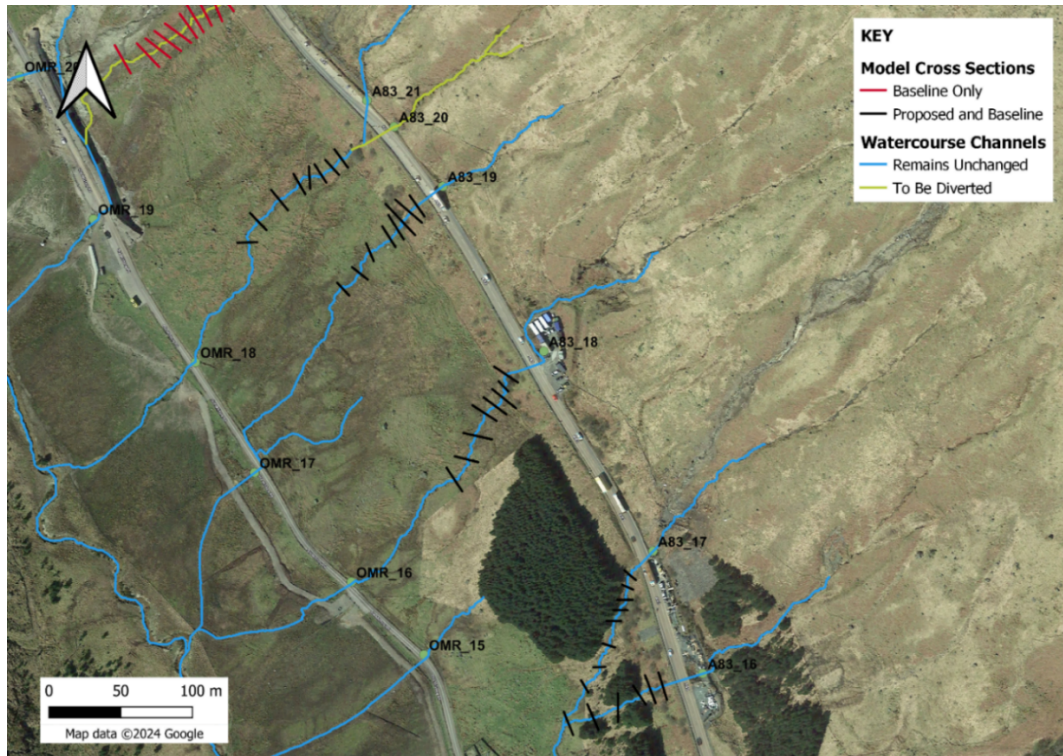 KEY
Model Cross Sections
Baseline Only
Proposed and Baseline
Watercourse Channels
Remains Unchanged
To Be Diverted
A83_21
A83_20
A83_19
OMR_19
A83_18
OMR_18
OMR_17
A83_17
OMR_16
OMR_15
A83_16
0 50 100 m
Map data ©2024 Google